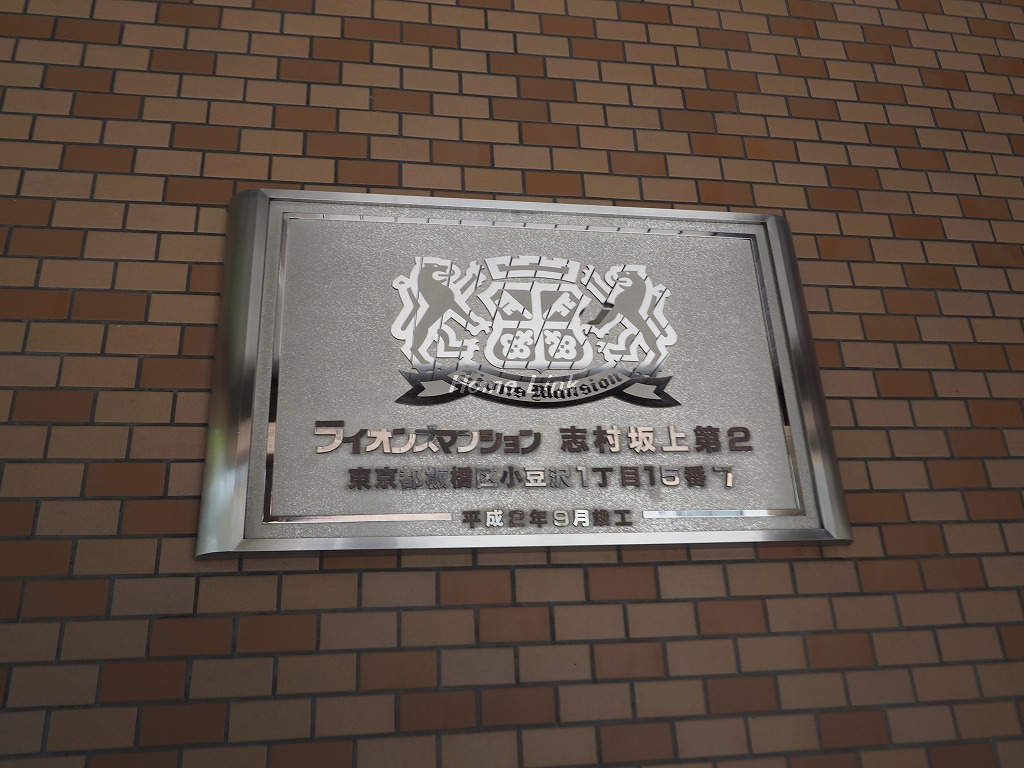 Lions Mansion
ライオンズマンション 志村坂上第2
東京都板橋区小豆沢1丁目15番7
平成2年9月竣工